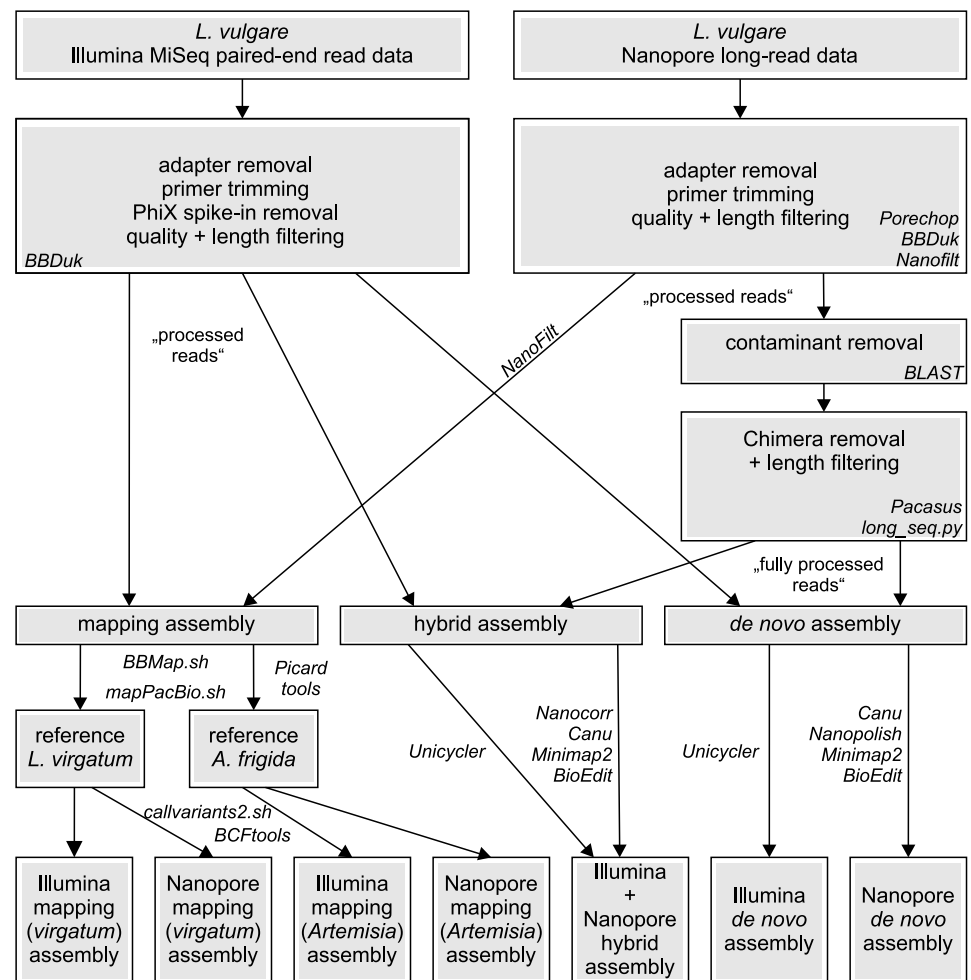 L. vulgare
Illumina MiSeq paired-end read data
L. vulgare
Nanopore long-read data
adapter removal
primer trimming
PhiX spike-in removal
quality + length filtering
BBDuk
adapter removal
primer trimming
quality + length filtering
Porechop
BBDuk
Nanofilt
„processed
reads“
NanoFilt
„processed reads“
contaminant removal
BLAST
Chimera removal
+ length filtering
Pacasus
long_seq.py
„fully processed
reads“
mapping assembly
hybrid assembly
de novo assembly
BBMap.sh
mapPacBio.sh
Picard
tools
reference
L. virgatum
reference
A. frigida
Unicycler
Nanocorr
Canu
Minimap2
BioEdit
Unicycler
Canu
Nanopolish
Minimap2
BioEdit
callvariants2.sh
BCFtools
Illumina
mapping
(virgatum)
assembly
Nanopore
mapping
(virgatum)
assembly
Illumina
mapping
(Artemisia)
assembly
Nanopore
mapping
(Artemisia)
assembly
Illumina
+
Nanopore
hybrid
assembly
Illumina
de novo
assembly
Nanopore
de novo
assembly